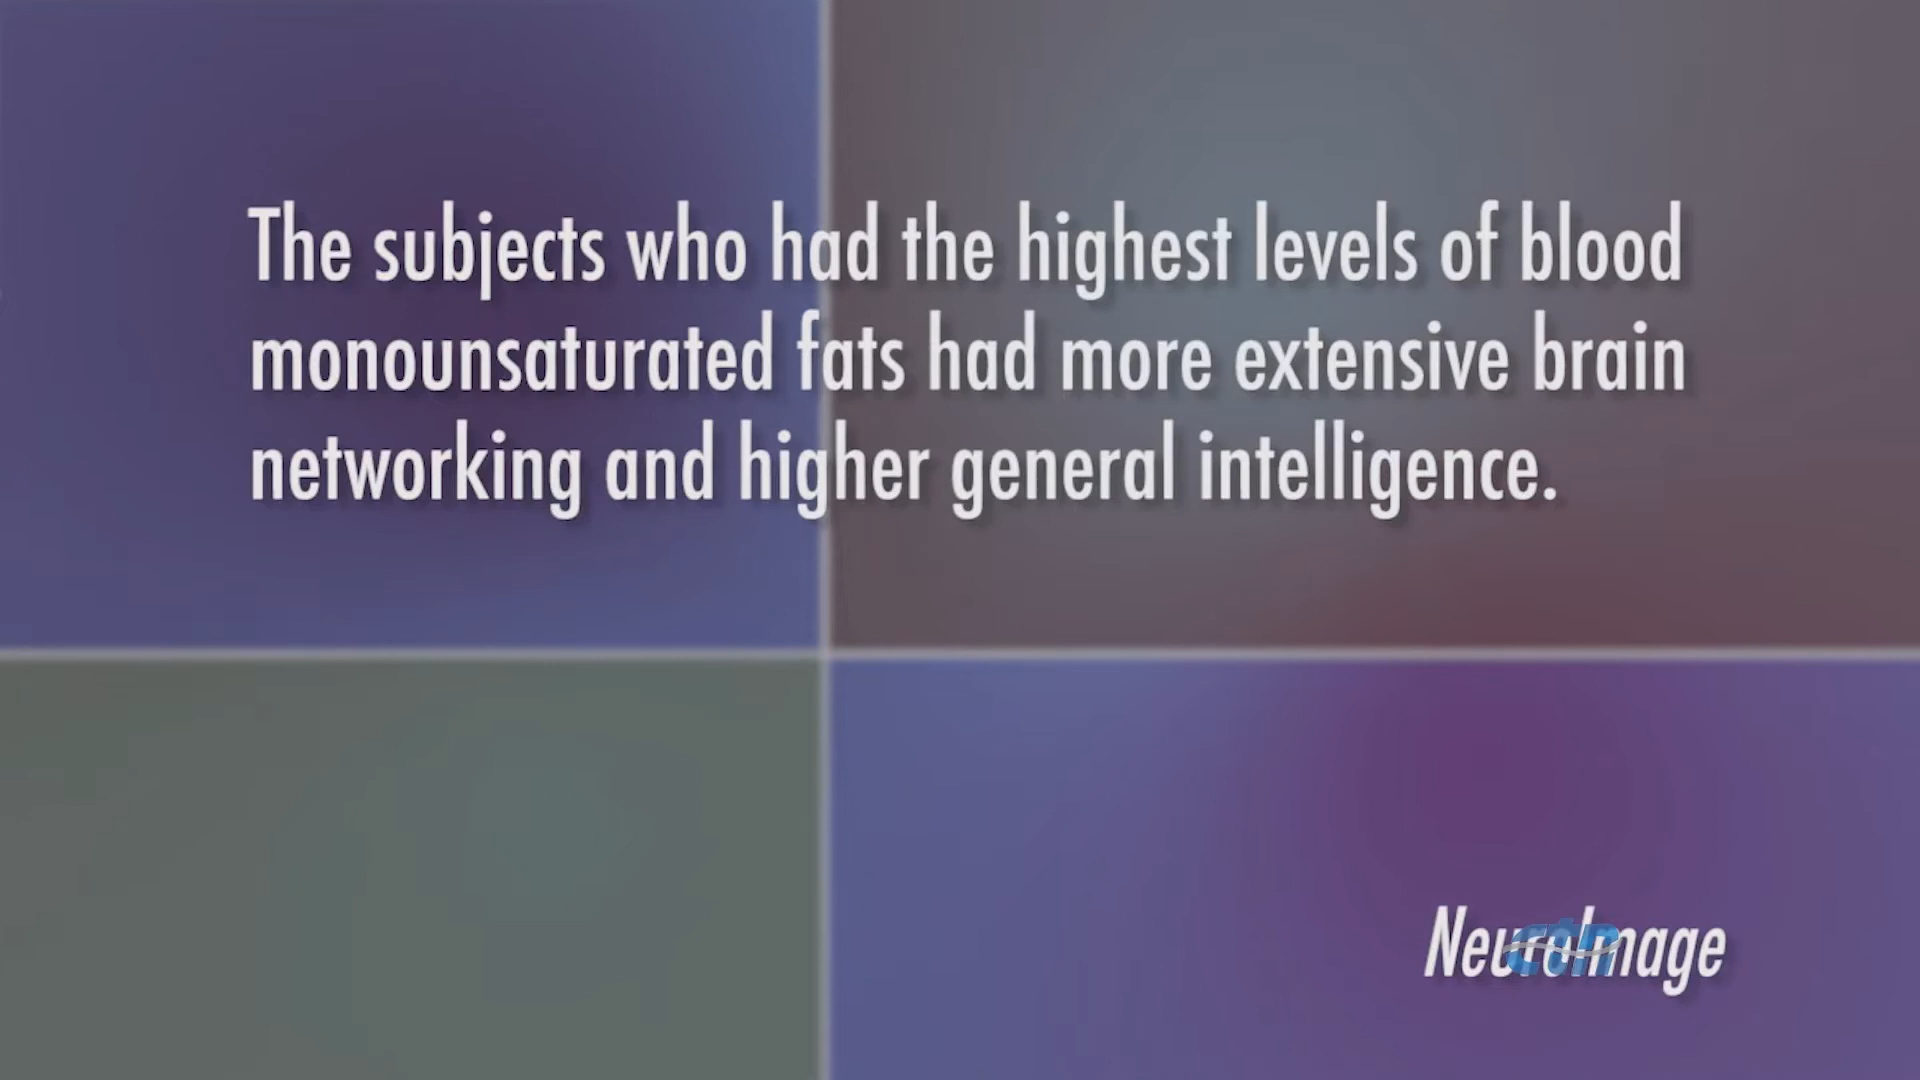 The subjects who had the highest levels of blood
monounsaturated fats had more extensive brain
networking and higher general intelligence.
NeuroImage
ctn